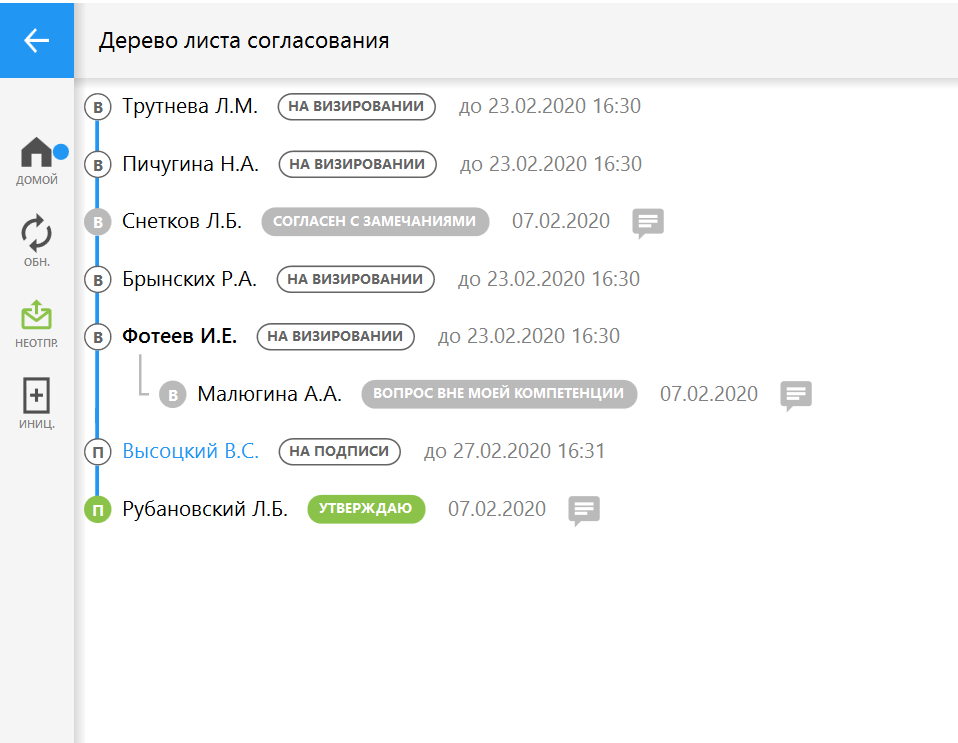 Дерево листа согласования
В Трутнева Л.М. НА ВИЗИРОВАНИИ до 23.02.2020 16:30
В Пичугина Н.А. НА ВИЗИРОВАНИИ до 23.02.2020 16:30
ДОМОЙ
В Снетков Л.Б. СОГЛАСЕН С ЗАМЕЧАНИЯМИ 07.02.2020
ОБН.
В Брынских Р.А. НА ВИЗИРОВАНИИ до 23.02.2020 16:30
В Фотеев И.Е. НА ВИЗИРОВАНИИ до 23.02.2020 16:30
НЕОТПР.
В Малюгина А.А. ВОПРОС ВНЕ МОЕЙ КОМПЕТЕНЦИИ 07.02.2020
ИНИЦ.
П Высоцкий В.С. НА ПОДПИСИ до 27.02.2020 16:31
П Рубановский Л.Б. УТВЕРЖДАЮ 07.02.2020